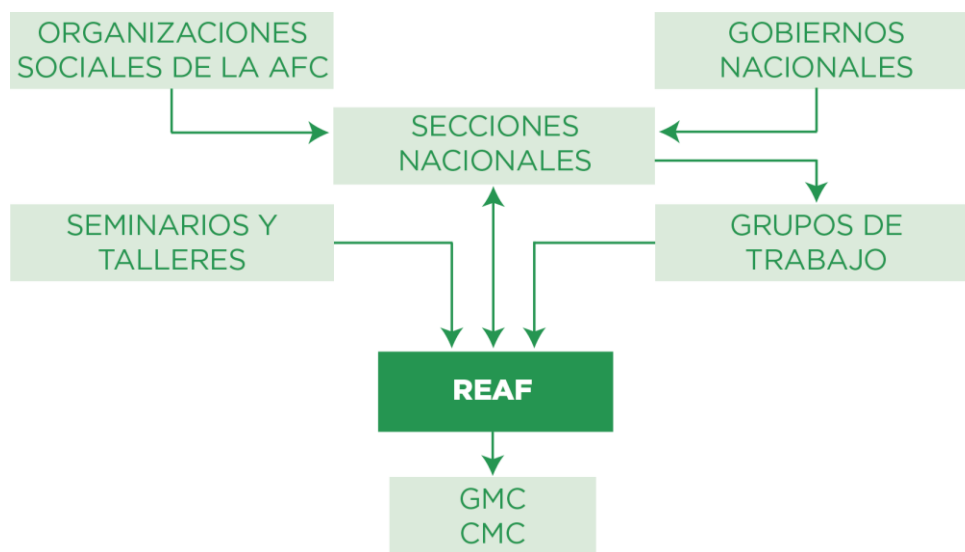 ORGANIZACIONES
SOCIALES DE LA AFC
GOBIERNOS
NACIONALES
SECCIONES
NACIONALES
SEMINARIOS Y
TALLERES
GRUPOS DE
TRABAJO
REAF
GMC
CMC